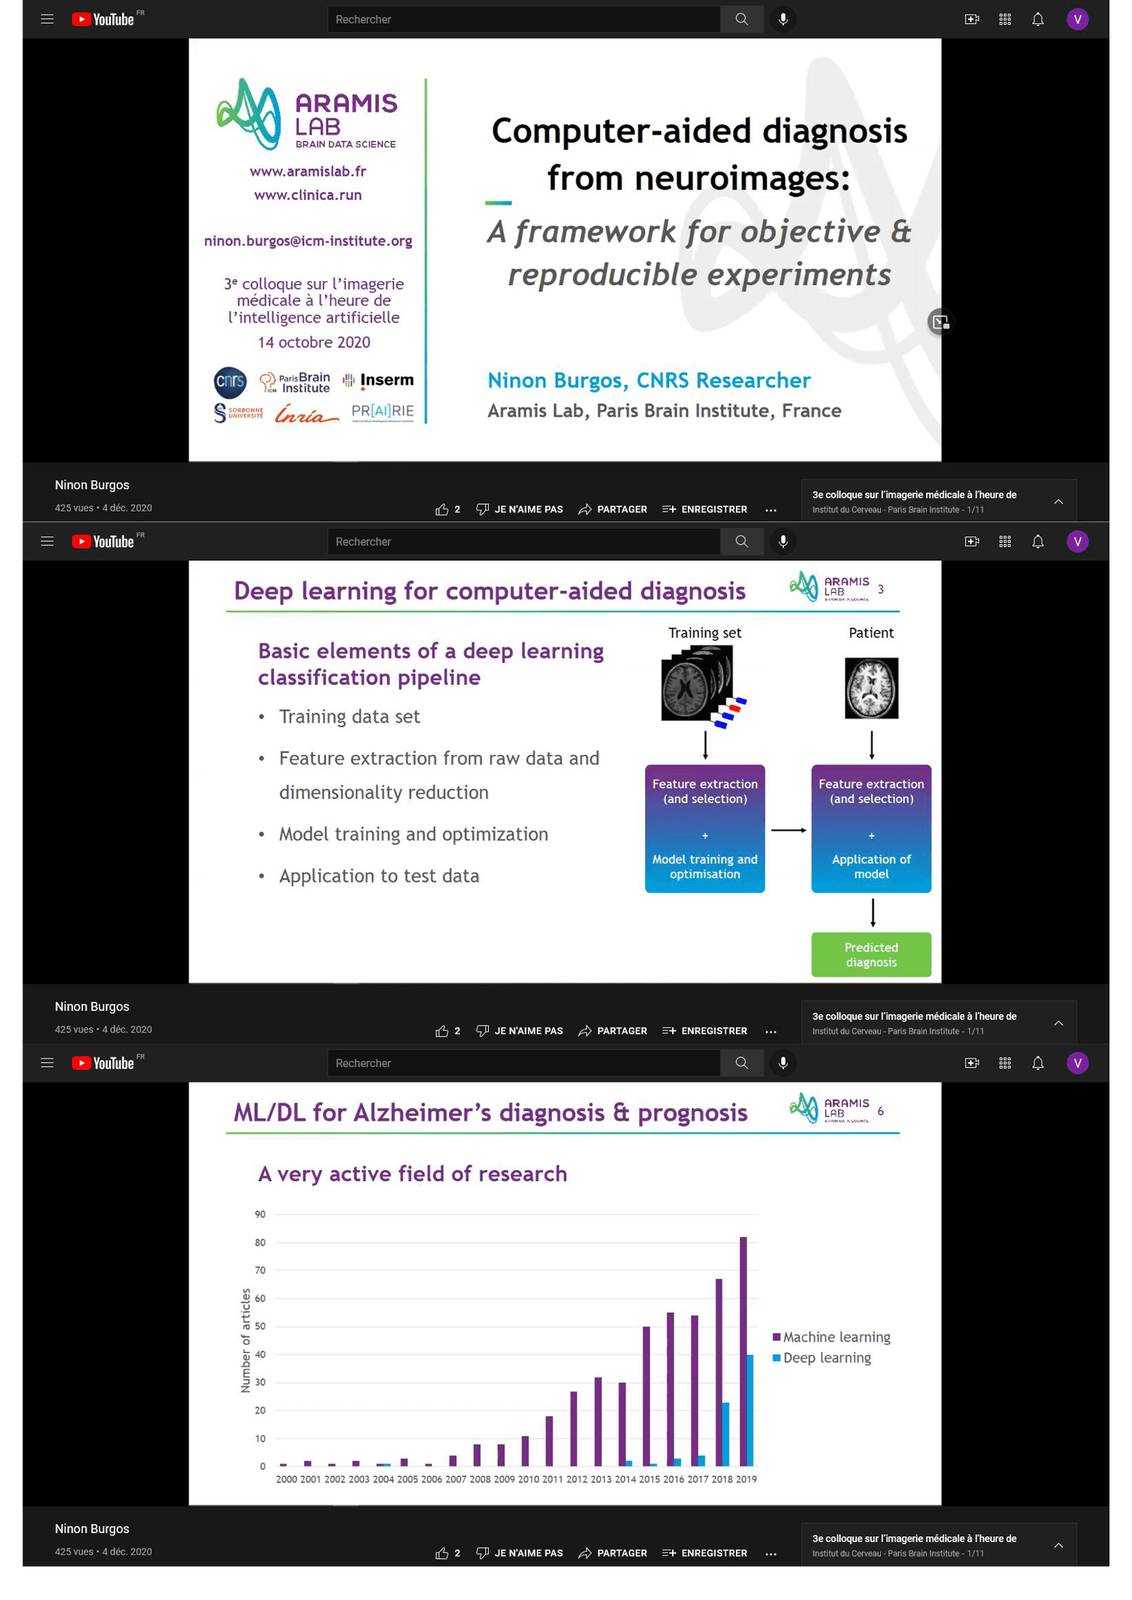 YouTube FR
Rechercher
V
ARAMIS
LAB
BRAIN DATA SCIENCE
www.aramislab.fr
www.clinica.run
ninon.burgos@icm-institute.org
3e colloque sur l'imagerie
médicale à l'heure de
l'intelligence artificielle
14 octobre 2020
cnrs
ICM
Paris Brain
Institute
Inserm
SORBONNE
UNIVERSITÉ
Inria
PR[AI]RIE
Computer-aided diagnosis
from neuroimages:
A framework for objective &
reproducible experiments
Ninon Burgos, CNRS Researcher
Aramis Lab, Paris Brain Institute, France
Ninon Burgos
425 vues • 4 déc. 2020
2
JE N'AIME PAS
PARTAGER
ENREGISTRER
...
3e colloque sur l'imagerie médicale à l'heure de
Institut du Cerveau - Paris Brain Institute - 1/11
YouTube FR
Rechercher
V
Deep learning for computer-aided diagnosis
ARAMIS
LAB
3
Basic elements of a deep learning
classification pipeline
• Training data set
• Feature extraction from raw data and
dimensionality reduction
• Model training and optimization
• Application to test data
Training set
Patient
Feature extraction
(and selection)
+
Model training and
optimisation
Feature extraction
(and selection)
+
Application of
model
Predicted
diagnosis
Ninon Burgos
425 vues • 4 déc. 2020
2
JE N'AIME PAS
PARTAGER
ENREGISTRER
...
3e colloque sur l'imagerie médicale à l'heure de
Institut du Cerveau - Paris Brain Institute - 1/11
YouTube FR
Rechercher
V
ML/DL for Alzheimer's diagnosis & prognosis
ARAMIS
LAB
6
A very active field of research
Number of articles
90
80
70
60
50
40
30
20
10
0
2000 2001 2002 2003 2004 2005 2006 2007 2008 2009 2010 2011 2012 2013 2014 2015 2016 2017 2018 2019
Machine learning
Deep learning
Ninon Burgos
425 vues • 4 déc. 2020
2
JE N'AIME PAS
PARTAGER
ENREGISTRER
...
3e colloque sur l'imagerie médicale à l'heure de
Institut du Cerveau - Paris Brain Institute - 1/11